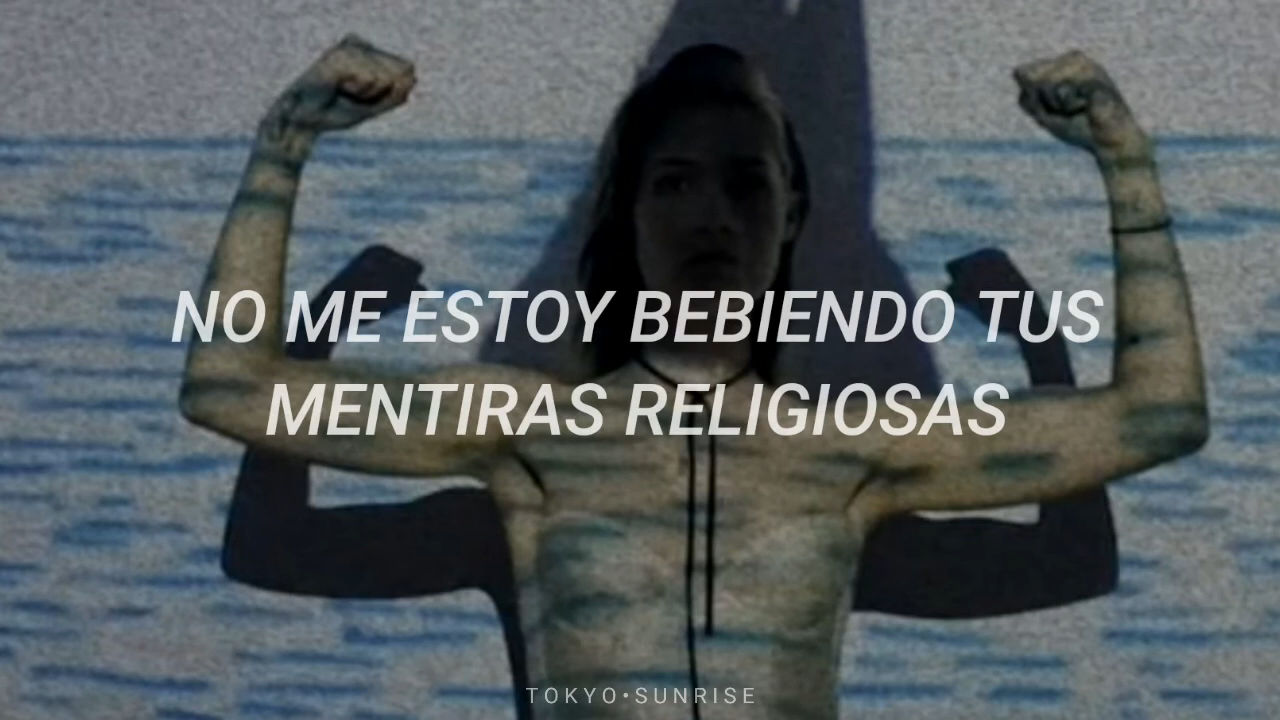 NO ME ESTOY BEBIENDO TUS
MENTIRAS RELIGIOSAS
TOKYO•SUNRISE